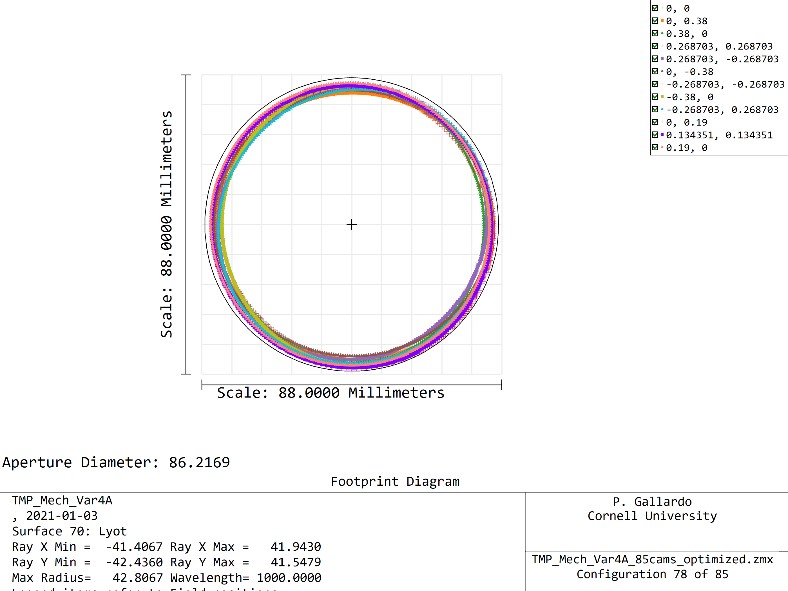 0, 0
0, 0.38
0.38, 0
0.268703, 0.268703
0.268703, -0.268703
0, -0.38
-0.268703, -0.268703
-0.38, 0
-0.268703, 0.268703
0, 0.19
0.134351, 0.134351
0.19, 0
Scale: 88.0000 Millimeters
Scale: 88.0000 Millimeters
Aperture Diameter: 86.2169
Footprint Diagram
TMP_Mech_Var4A
, 2021-01-03
Surface 70: Lyot
Ray X Min = -41.4067 Ray X Max = 41.9430
Ray Y Min = -42.4360 Ray Y Max = 41.5479
Max Radius= 42.8067 Wavelength= 1000.0000
P. Gallardo
Cornell University
TMP_Mech_Var4A_85cams_optimized.zmx
Configuration 78 of 85